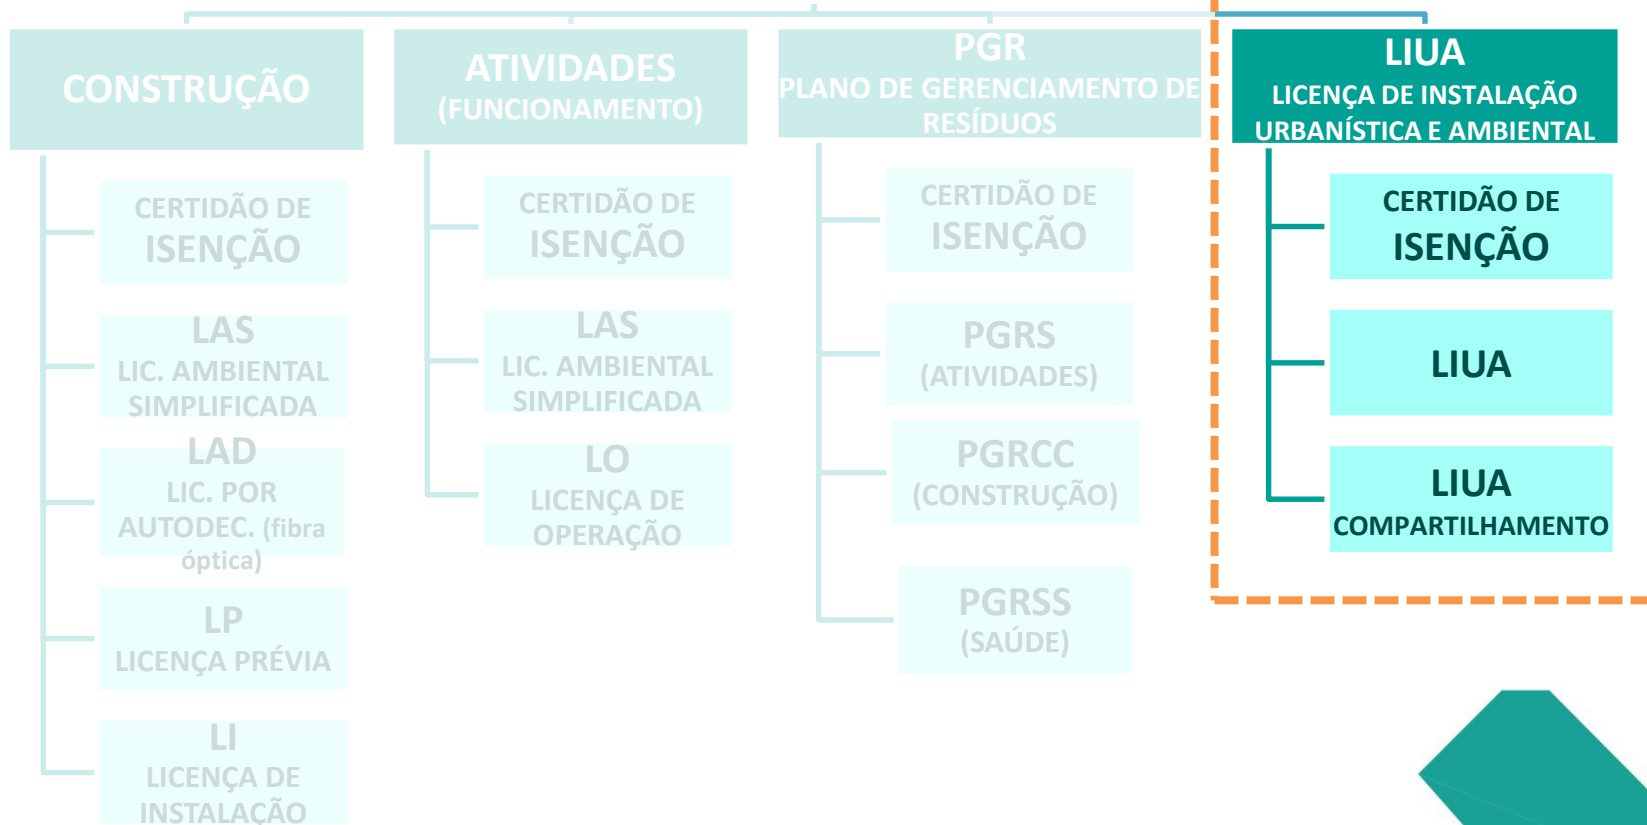 CONSTRUÇÃO
CERTIDÃO DE
ISENÇÃO
LAS
LIC. AMBIENTAL
SIMPLIFICADA
LAD
LIC. POR
AUTODEC. (fibra
óptica)
LP
LICENÇA PRÉVIA
LI
LICENÇA DE
INSTALAÇÃO
ATIVIDADES
(FUNCIONAMENTO)
CERTIDÃO DE
ISENÇÃO
LAS
LIC. AMBIENTAL
SIMPLIFICADA
LO
LICENÇA DE
OPERAÇÃO
PGR
PLANO DE GERENCIAMENTO DE
RESÍDUOS
CERTIDÃO DE
ISENÇÃO
PGRS
(ATIVIDADES)
PGRCC
(CONSTRUÇÃO)
PGRSS
(SAÚDE)
LIUA
LICENÇA DE INSTALAÇÃO
URBANÍSTICA E AMBIENTAL
CERTIDÃO DE
ISENÇÃO
LIUA
LIUA
COMPARTILHAMENTO